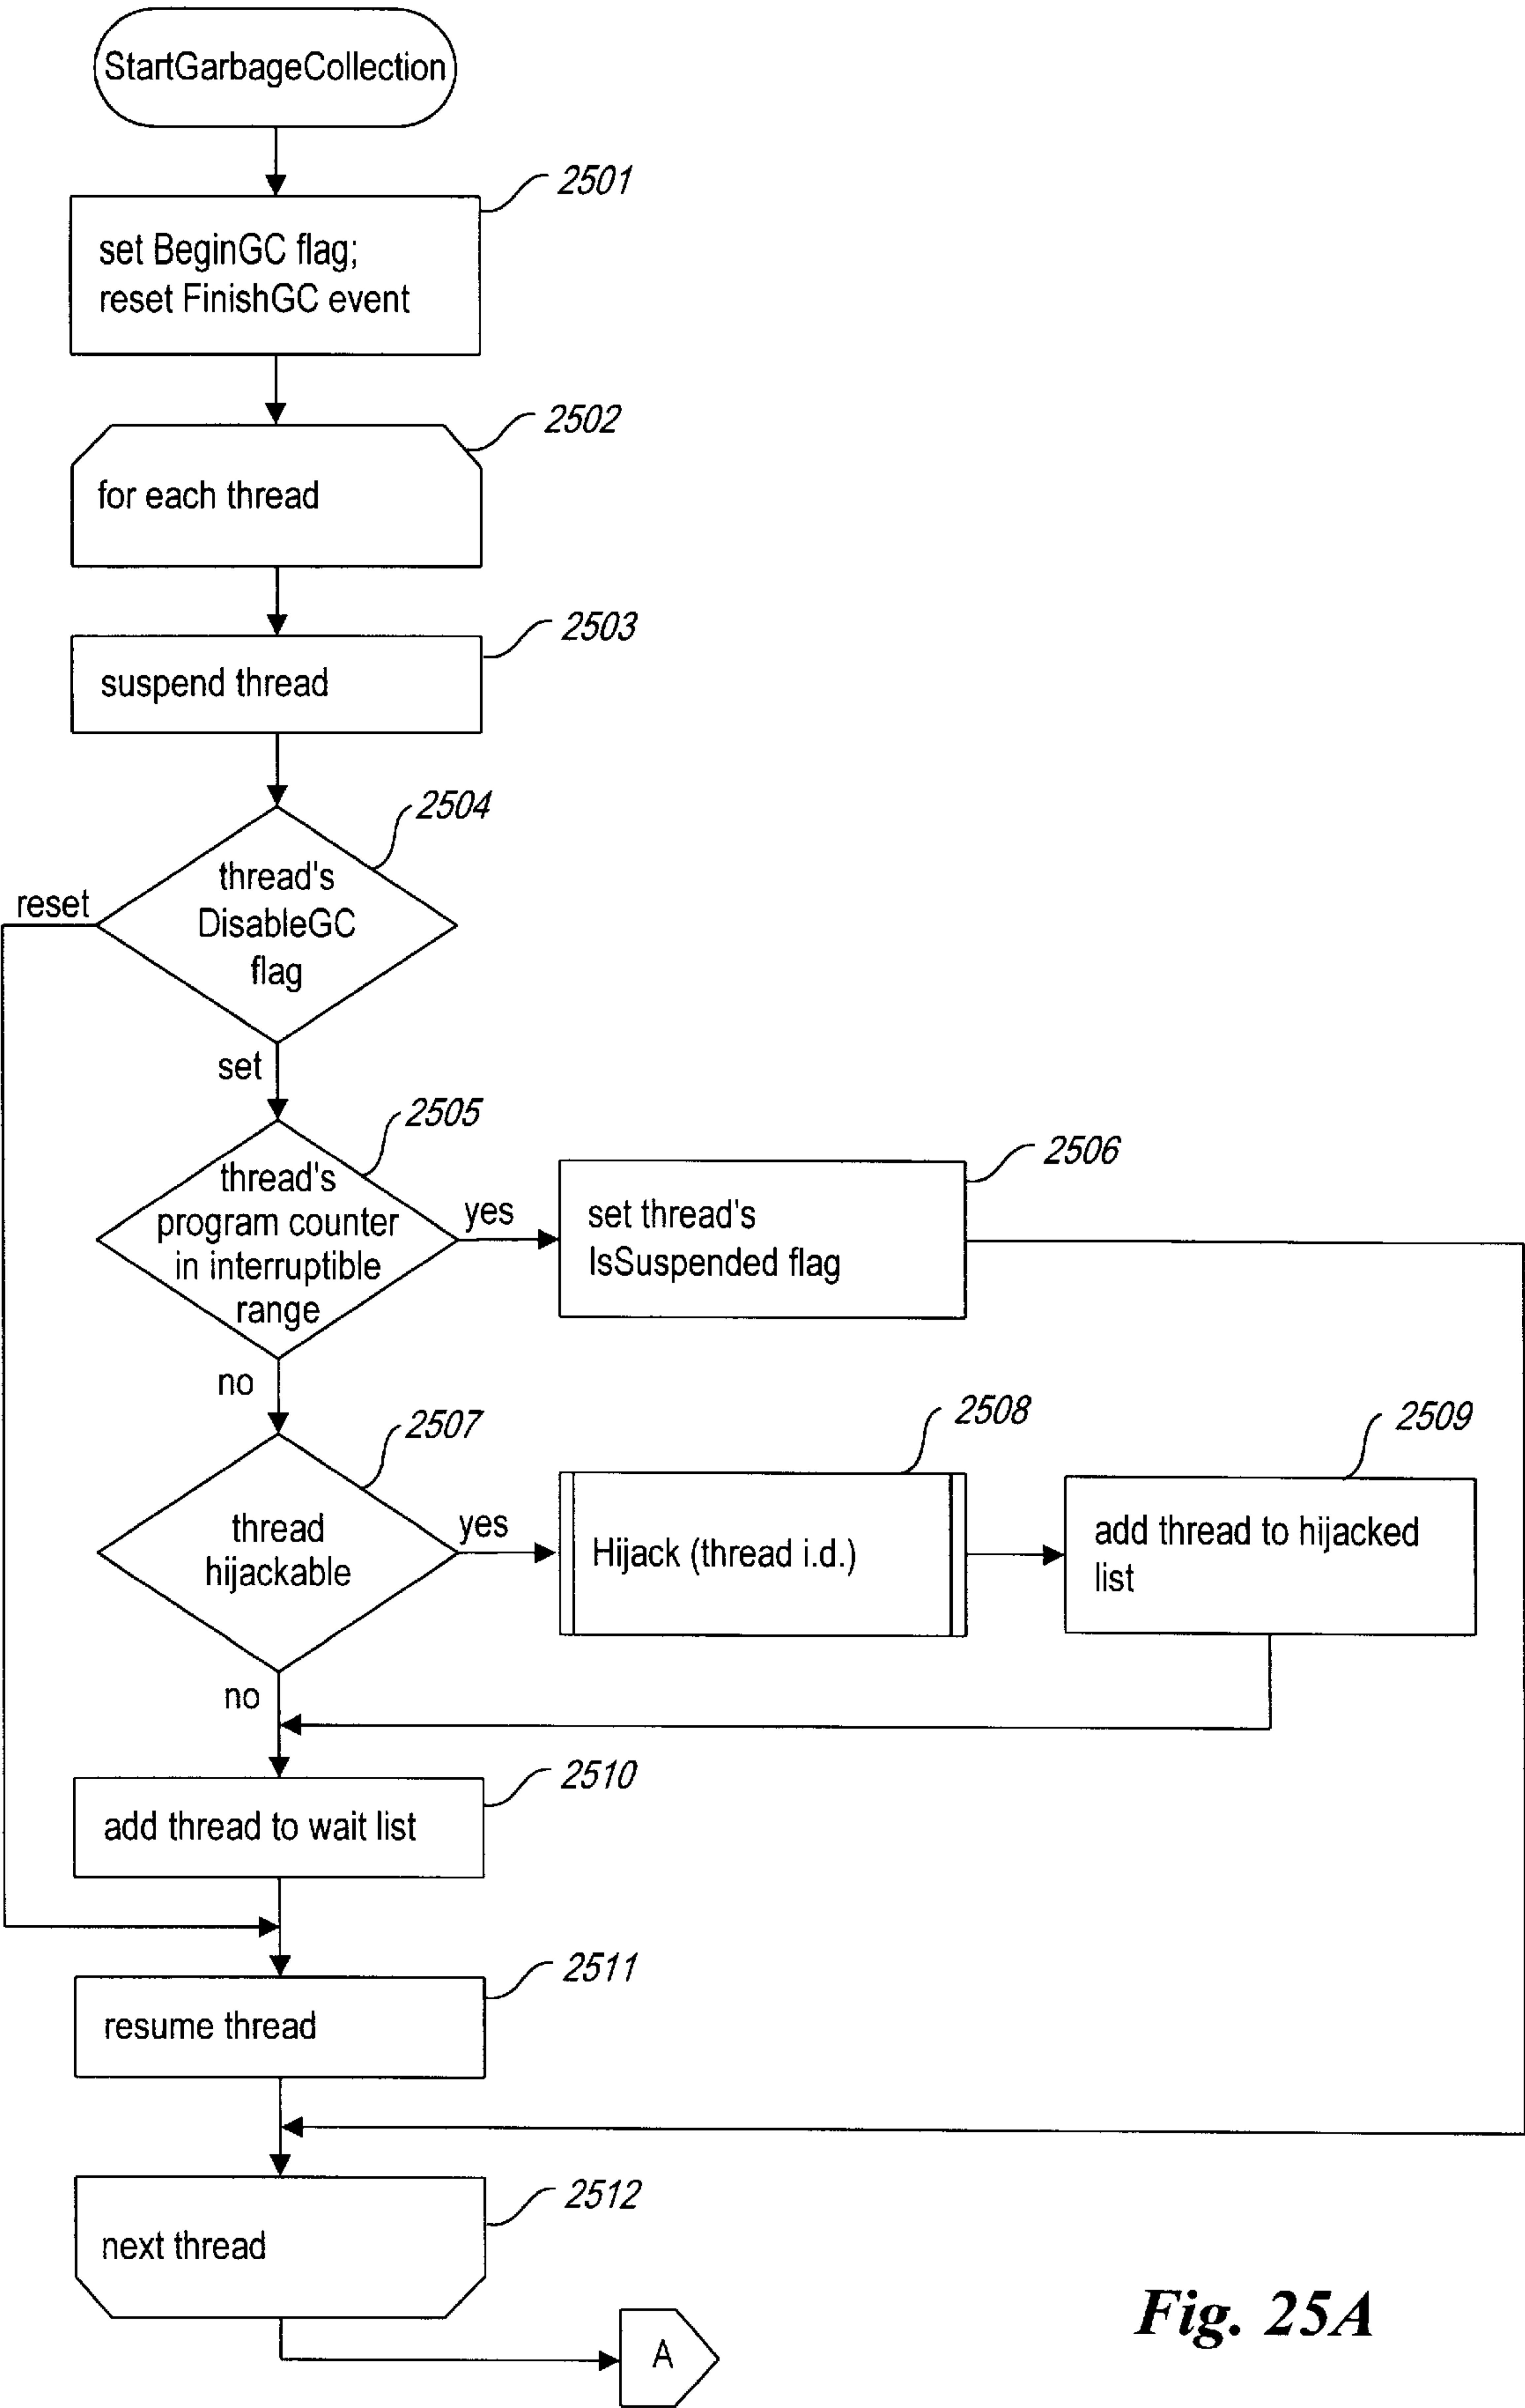 StartGarbageCollection
2501
set BeginGC flag;
reset FinishGC event
2502
for each thread
2503
suspend thread
2504
thread's
DisableGC
flag
reset
set
2505
thread's
program counter
in interruptible
range
yes
2506
set thread's
IsSuspended flag
no
2507
thread
hijackable
yes
2508
Hijack (thread i.d.)
2509
add thread to hijacked
list
no
2510
add thread to wait list
2511
resume thread
2512
next thread
A
Fig. 25A